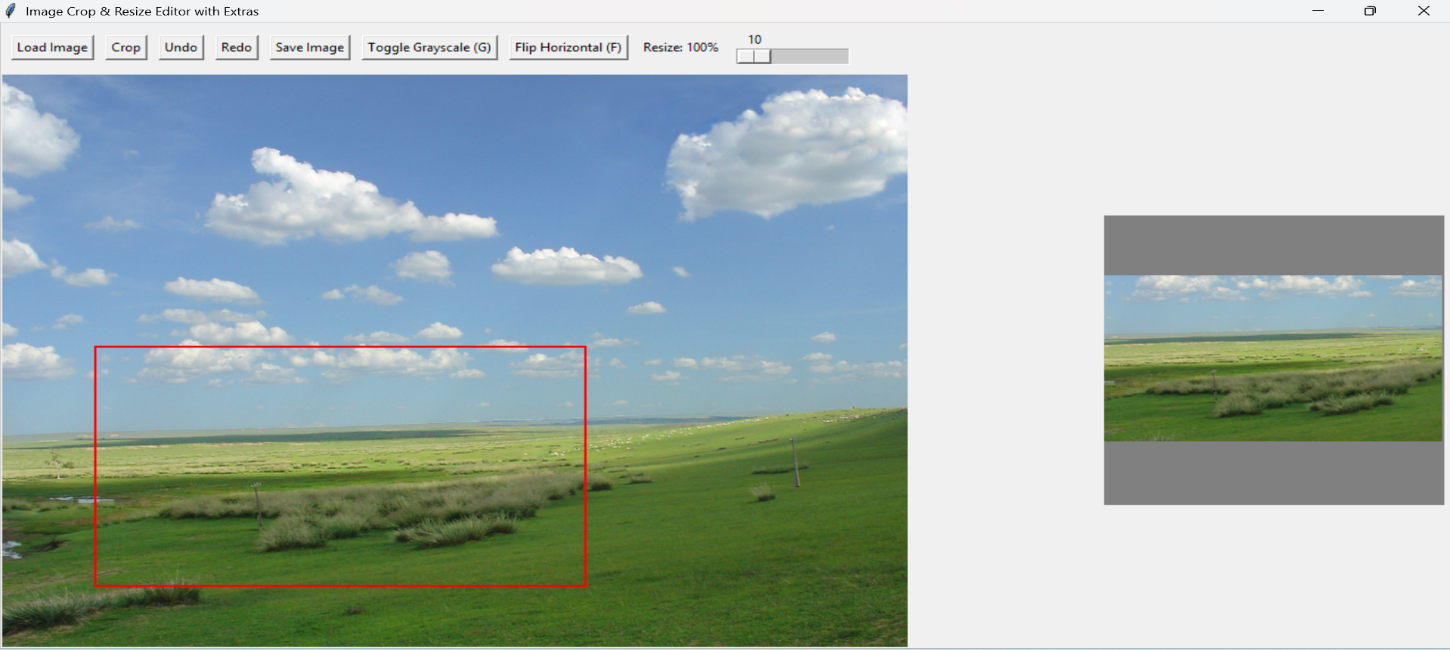 Image Crop & Resize Editor with Extras
Load Image Crop Undo Redo Save Image Toggle Grayscale (G) Flip Horizontal (F) Resize: 100% 10